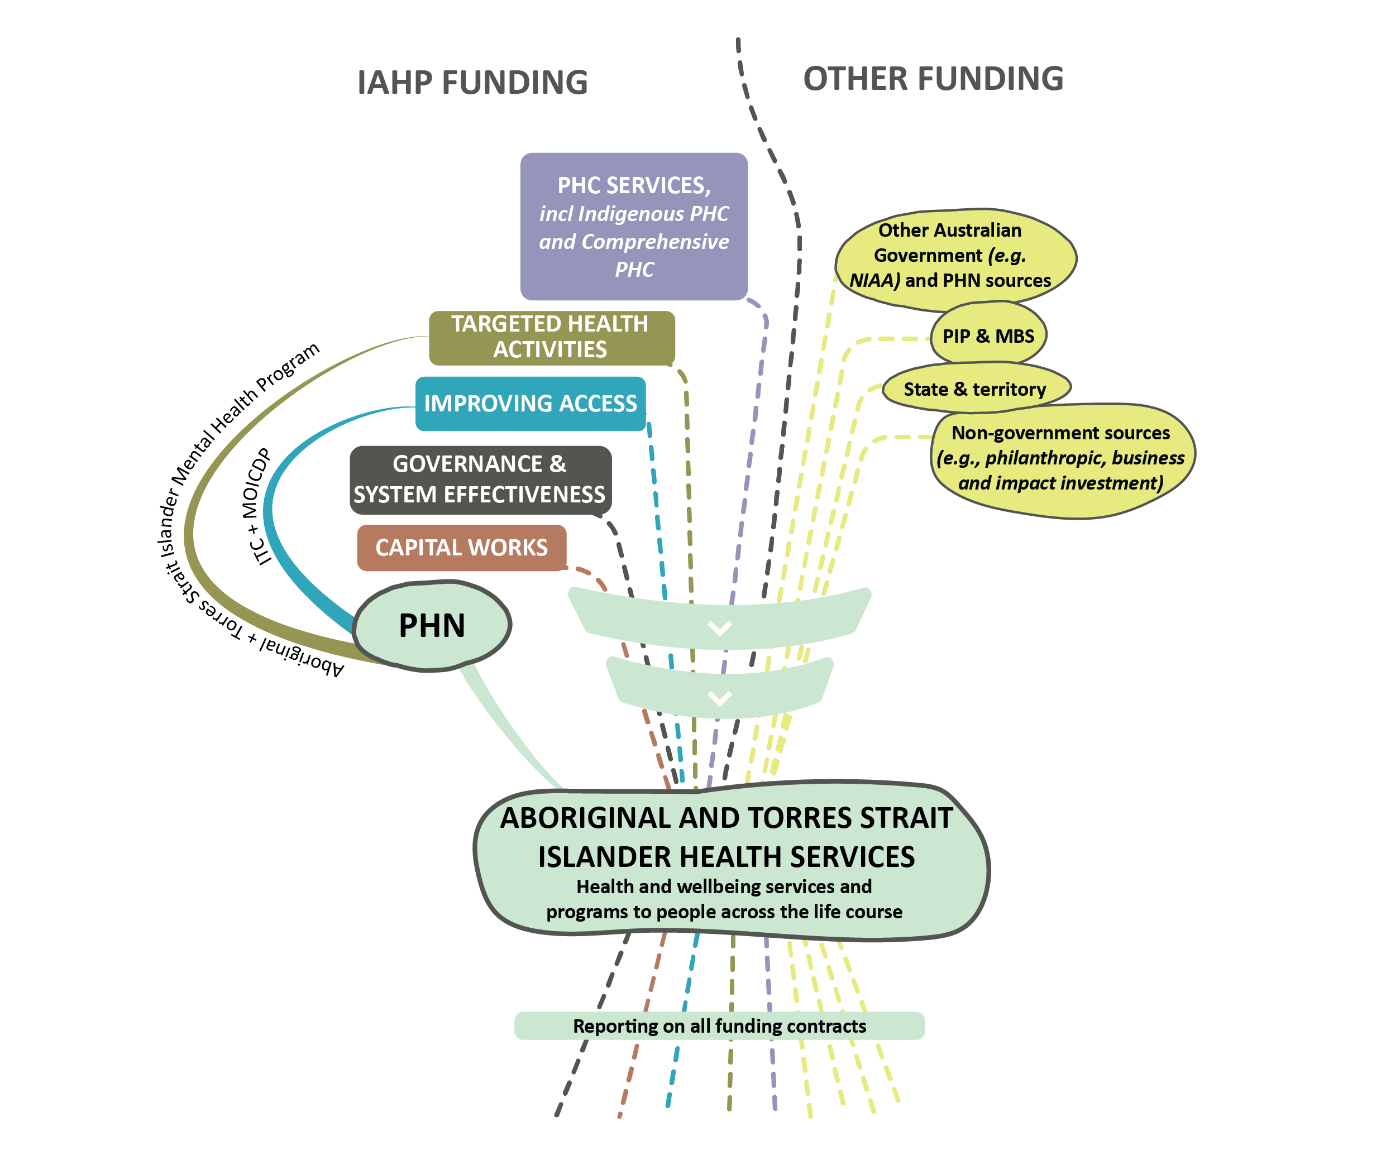 IAHP FUNDING
OTHER FUNDING
PHC SERVICES,
incl Indigenous PHC
and Comprehensive
PHC
Other Australian
Government (e.g.
NIAA) and PHN sources
PIP & MBS
State & territory
Non-government sources
(e.g., philanthropic, business
and impact investment)
TARGETED HEALTH
ACTIVITIES
IMPROVING ACCESS
GOVERNANCE &
SYSTEM EFFECTIVENESS
CAPITAL WORKS
Aboriginal + Torres Strait Islander Mental Health Program
ITC + MOICDP
PHN
ABORIGINAL AND TORRES STRAIT
ISLANDER HEALTH SERVICES
Health and wellbeing services and
programs to people across the life course
Reporting on all funding contracts